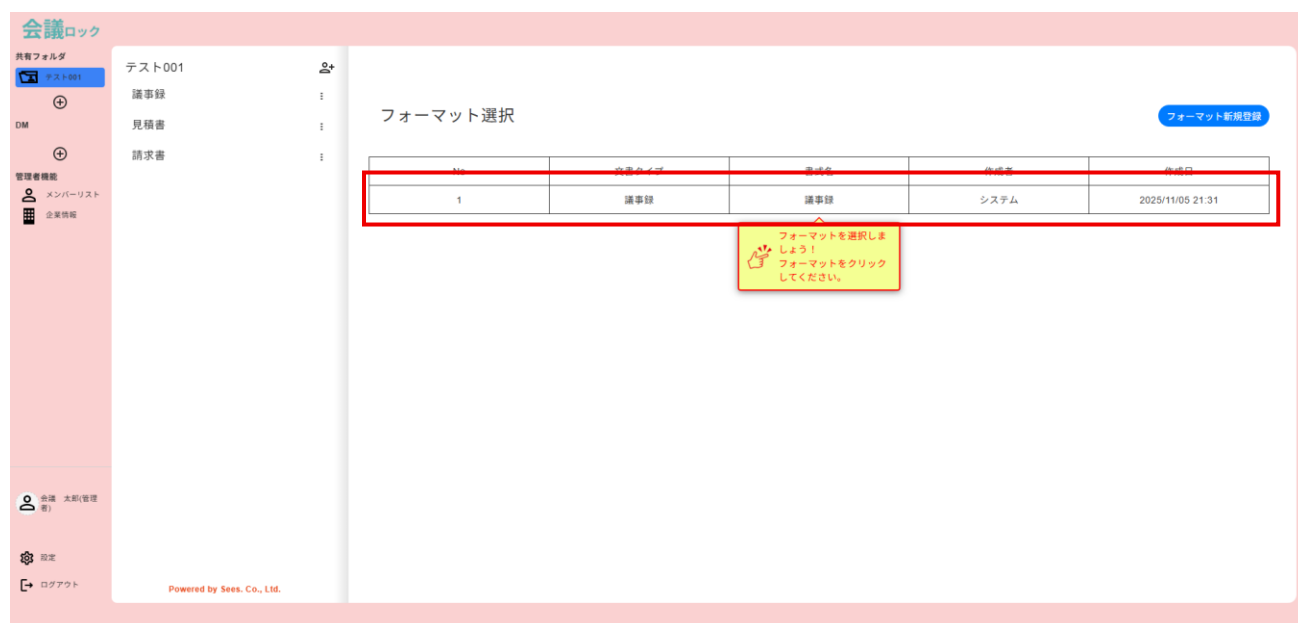 会議ロック
共有フォルダ
テスト001
DM
管理者機能
メンバーリスト
企業情報
会議 太郎(管理
者)
設定
ログアウト
テスト001
議事録
見積書
請求書
Powered by Sees. Co., Ltd.
フォーマット選択
フォーマット新規登録
No 文書タイプ 書式名 作成者 作成日
1 議事録 議事録 システム 2025/11/05 21:31
フォーマットを選択しま
しょう！
フォーマットをクリック
してください。